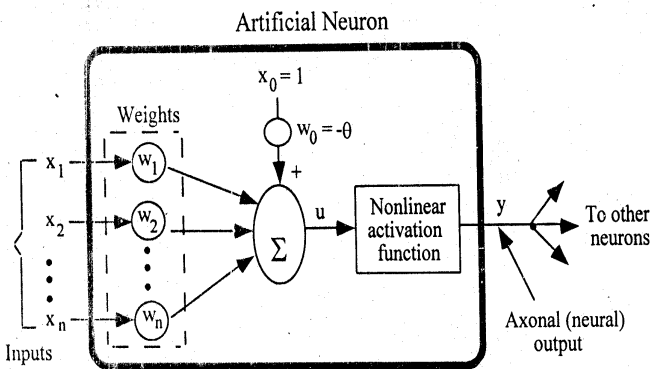 Artificial Neuron
x0 = 1
Weights
w0 = -θ
x1
w1
+
x2
w2
Σ
u
Nonlinear
activation
function
y
To other
neurons
xn
wn
Inputs
Axonal (neural)
output